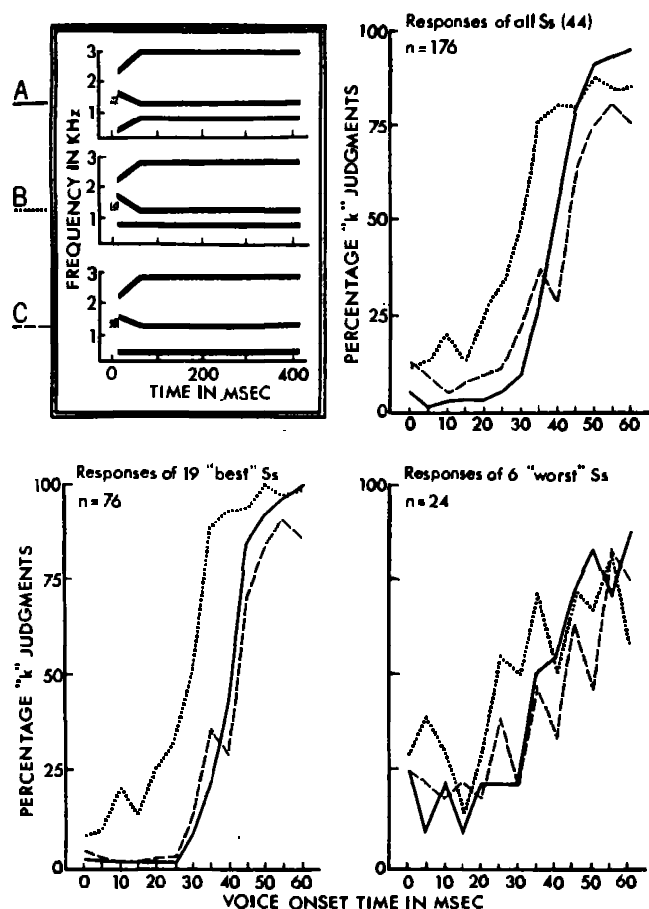 A
B
C
FREQUENCY IN KHz
3
2
1
3
2
1
3
2
1
0
200
400
TIME IN MSEC
Responses of all Ss (44)
n=176
PERCENTAGE "k" JUDGMENTS
100
75
50
25
0
0 10 20 30 40 50 60
Responses of 19 "best" Ss
n=76
PERCENTAGE "k" JUDGMENTS
100
75
50
25
0
0 10 20 30 40 50 60
Responses of 6 "worst" Ss
n=24
100
0
0 10 20 30 40 50 60
VOICE ONSET TIME IN MSEC